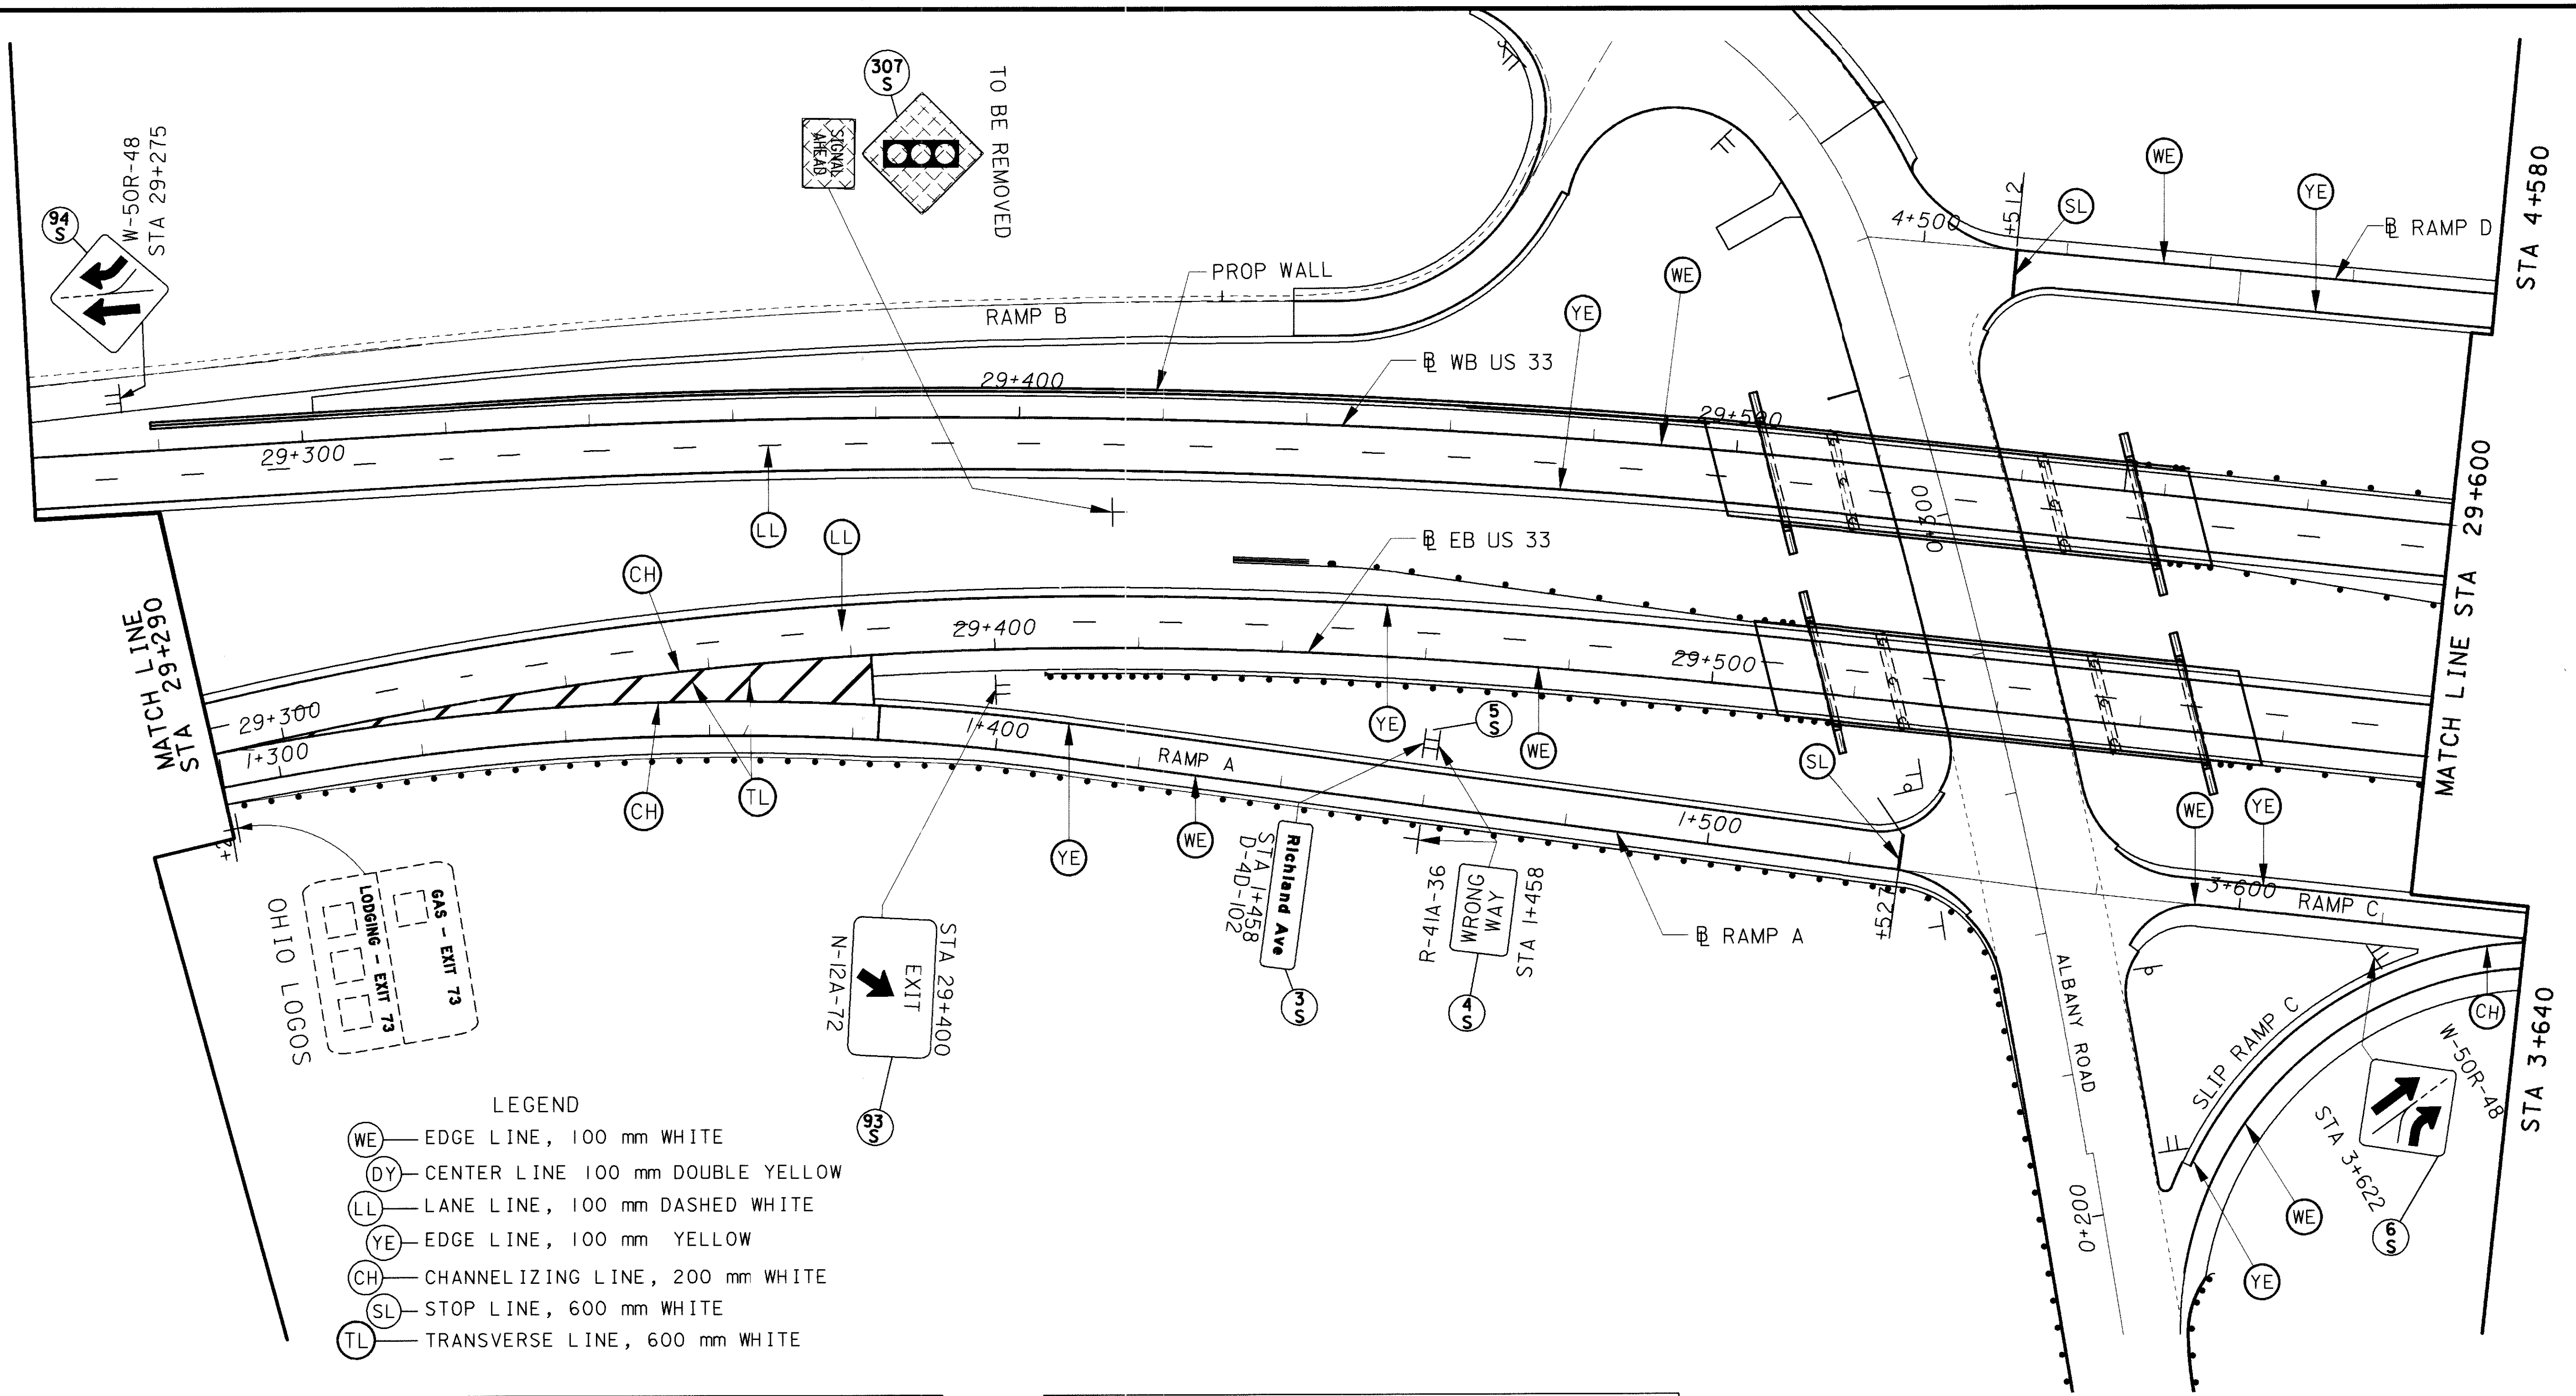 307
S
TO BE REMOVED
SIGNAL
AHEAD
94
S
W-50R-48
STA 29+275
WE
YE
SL
4+500
+512
℄ RAMP D
STA 4+580
PROP WALL
RAMP B
WE
YE
℄ WB US 33
29+400
29+500
29+300
LL
LL
CH
℄ EB US 33
0+300
MATCH LINE STA 29+600
MATCH LINE
STA 29+290
29+400
29+500
29+300
1+300
1+400
RAMP A
1+500
YE
WE
5
S
SL
WE
YE
CH
TL
YE
WE
Richland Ave
STA 1+458
D-4D-102
3
S
R-41A-36
WRONG
WAY
STA 1+458
4
S
℄ RAMP A
+527
3+600
RAMP C
CH
STA 3+640
ALBANY ROAD
SLIP RAMP C
W-50R-48
STA 3+622
6
S
WE
YE
0+200
GAS - EXIT 73
LODGING - EXIT 73
OHIO LOGOS
STA 29+400
EXIT
N-12A-72
93
S
LEGEND
WE EDGE LINE, 100 mm WHITE
DY CENTER LINE 100 mm DOUBLE YELLOW
LL LANE LINE, 100 mm DASHED WHITE
YE EDGE LINE, 100 mm YELLOW
CH CHANNELIZING LINE, 200 mm WHITE
SL STOP LINE, 600 mm WHITE
TL TRANSVERSE LINE, 600 mm WHITE